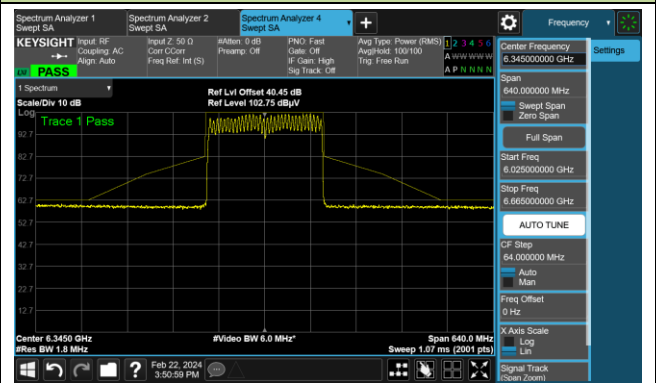 Spectrum Analyzer 1
Swept SA
Spectrum Analyzer 2
Swept SA
Spectrum Analyzer 4
Swept SA
Frequency
KEYSIGHT
Input: RF
Coupling: AC
Align: Auto
Input Z: 50 Ω
Corr CCorr
Freq Ref: Int (S)
#Atten: 0 dB
Preamp: Off
PNO: Fast
Gate: Off
IF Gain: High
Sig Track: Off
Avg Type: Power (RMS)
Avg|Hold: 100/100
Trig: Free Run
1 2 3 4 5 6
A W W W W W
A P N N N N
PASS
1 Spectrum
Scale/Div 10 dB
Ref Lvl Offset 40.45 dB
Ref Level 102.75 dBµV
Log
Trace 1 Pass
92.7
82.7
72.7
62.7
52.7
42.7
32.7
22.7
12.7
Center 6.3450 GHz
#Res BW 1.8 MHz
#Video BW 6.0 MHz*
Span 640.0 MHz
Sweep 1.07 ms (2001 pts)
Feb 22, 2024
3:50:59 PM
Center Frequency
6.345000000 GHz
Settings
Span
640.000000 MHz
Swept Span
Zero Span
Full Span
Start Freq
6.025000000 GHz
Stop Freq
6.665000000 GHz
AUTO TUNE
CF Step
64.000000 MHz
Auto
Man
Freq Offset
0 Hz
X Axis Scale
Log
Lin
Signal Track
(Span Zoom)